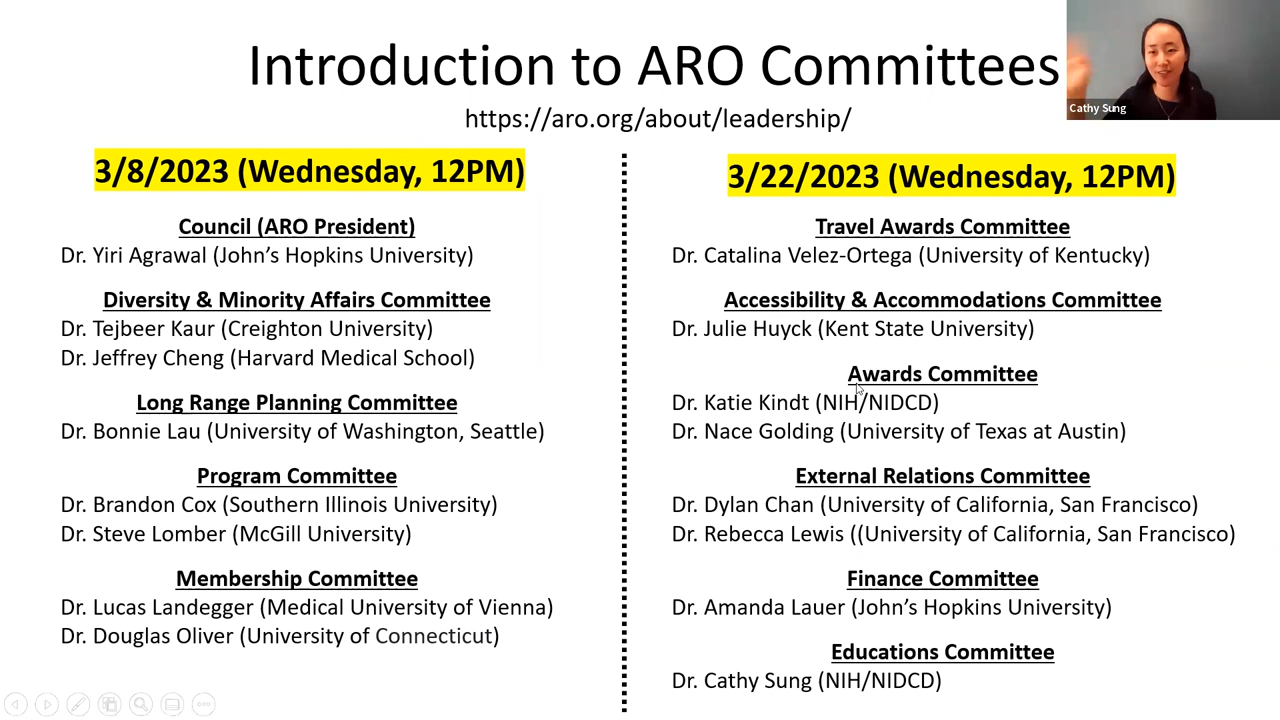 Introduction to ARO Committees
https://aro.org/about/leadership/
Cathy Sung
3/8/2023 (Wednesday, 12PM)
Council (ARO President)
Dr. Yiri Agrawal (John’s Hopkins University)
Diversity & Minority Affairs Committee
Dr. Tejbeer Kaur (Creighton University)
Dr. Jeffrey Cheng (Harvard Medical School)
Long Range Planning Committee
Dr. Bonnie Lau (University of Washington, Seattle)
Program Committee
Dr. Brandon Cox (Southern Illinois University)
Dr. Steve Lomber (McGill University)
Membership Committee
Dr. Lucas Landegger (Medical University of Vienna)
Dr. Douglas Oliver (University of Connecticut)
3/22/2023 (Wednesday, 12PM)
Travel Awards Committee
Dr. Catalina Velez-Ortega (University of Kentucky)
Accessibility & Accommodations Committee
Dr. Julie Huyck (Kent State University)
Awards Committee
Dr. Katie Kindt (NIH/NIDCD)
Dr. Nace Golding (University of Texas at Austin)
External Relations Committee
Dr. Dylan Chan (University of California, San Francisco)
Dr. Rebecca Lewis ((University of California, San Francisco)
Finance Committee
Dr. Amanda Lauer (John’s Hopkins University)
Educations Committee
Dr. Cathy Sung (NIH/NIDCD)